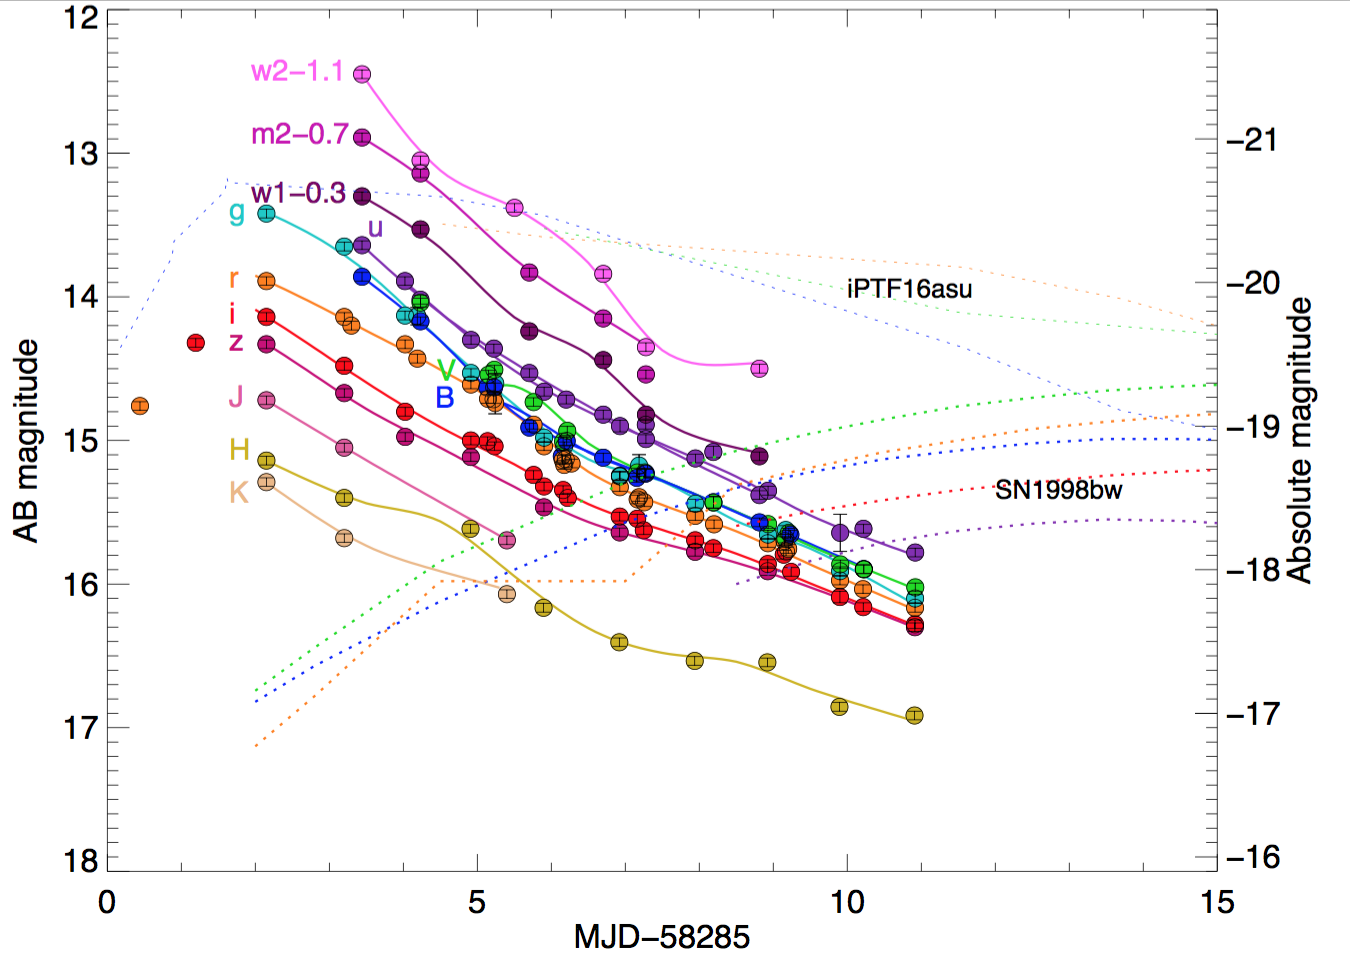 12
w2−1.1
m2−0.7
13
−21
w1−0.3
g
u
r
14
−20
iPTF16asu
i
z
V
J
B
15
−19
H
K
SN1998bw
16
−18
17
−17
18
−16
0
5
10
15
MJD−58285
AB magnitude
Absolute magnitude